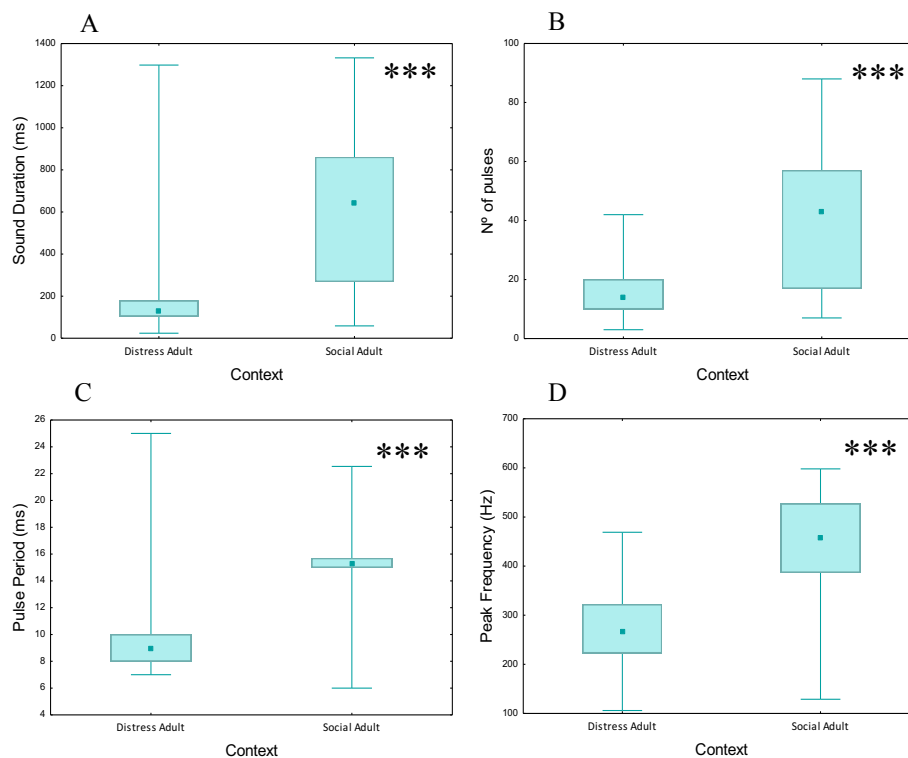 A
Sound Duration (ms)
1400
1200
1000
800
600
400
200
0
***
Distress Adult
Social Adult
Context
B
Nº of pulses
100
80
60
40
20
0
***
Distress Adult
Social Adult
Context
C
Pulse Period (ms)
26
24
22
20
18
16
14
12
10
8
6
4
***
Distress Adult
Social Adult
Context
D
Peak Frequency (Hz)
700
600
500
400
300
200
100
***
Distress Adult
Social Adult
Context